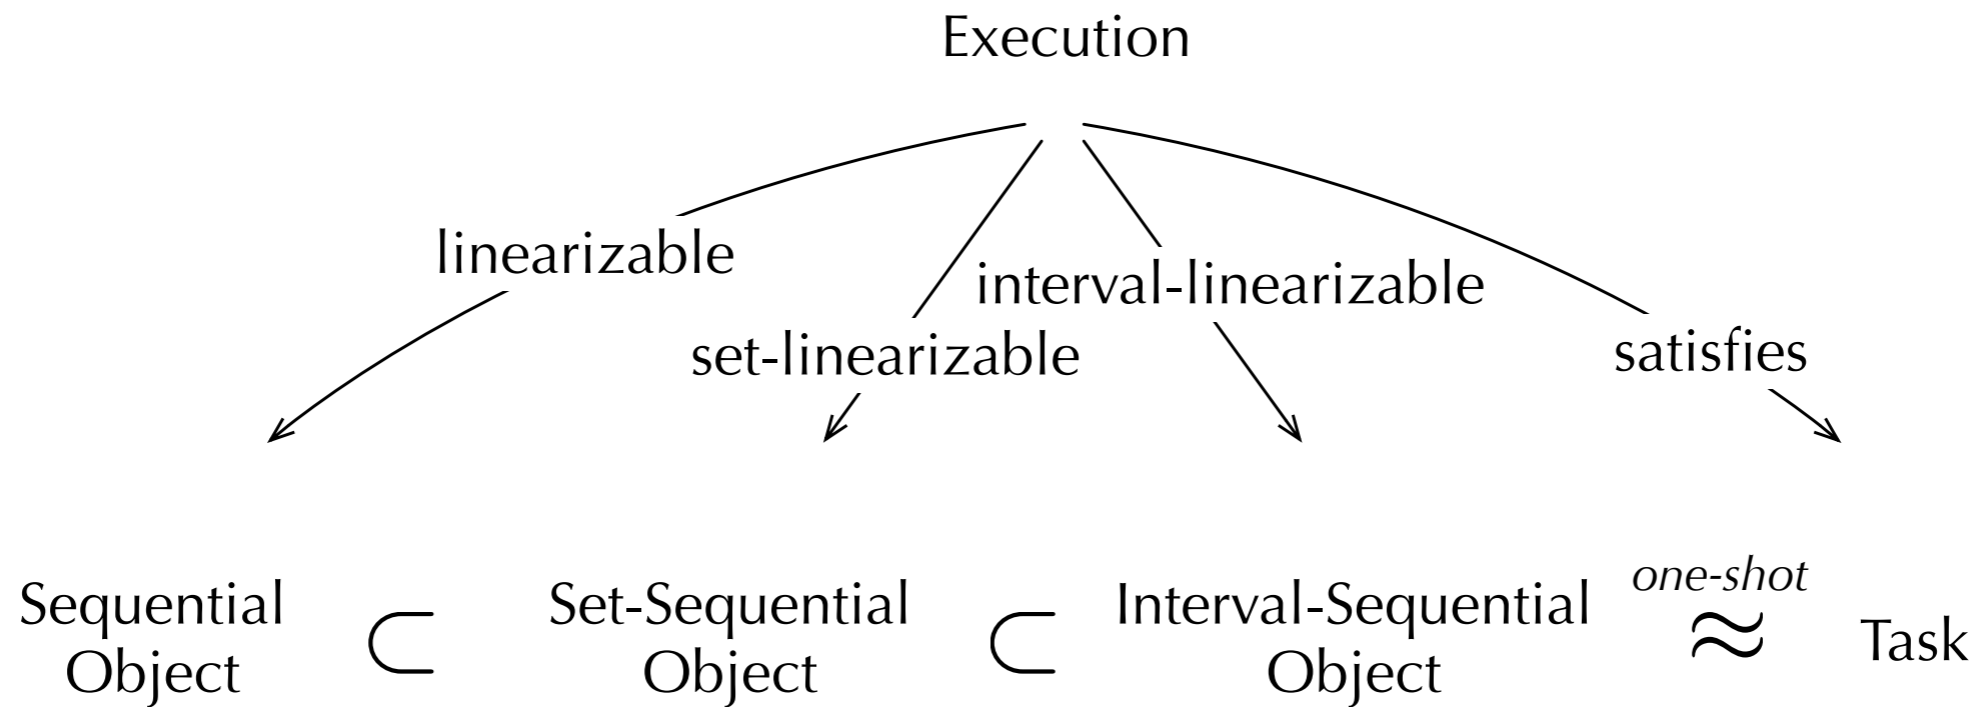 Execution
linearizable
interval-linearizable
set-linearizable
satisfies
one-shot
Sequential
Object
⊂
Set-Sequential
Object
⊂
Interval-Sequential
Object
≈
Task